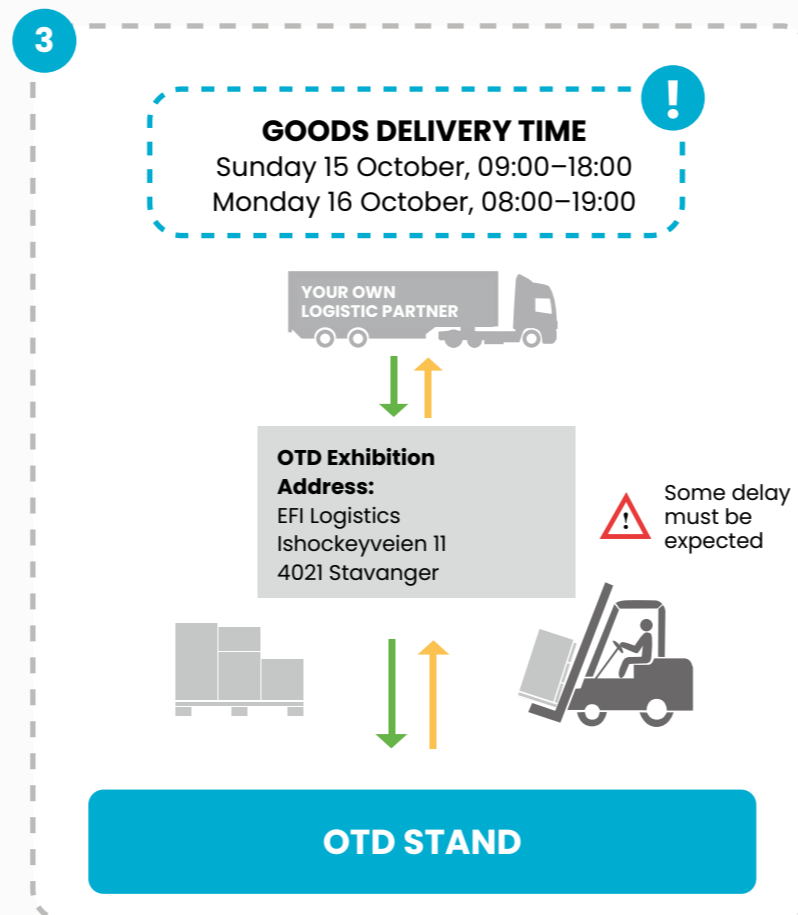 3
!
GOODS DELIVERY TIME
Sunday 15 October, 09:00–18:00
Monday 16 October, 08:00–19:00
YOUR OWN
LOGISTIC PARTNER
OTD Exhibition
Address:
EFI Logistics
Ishockeyveien 11
4021 Stavanger
!
Some delay
must be
expected
OTD STAND